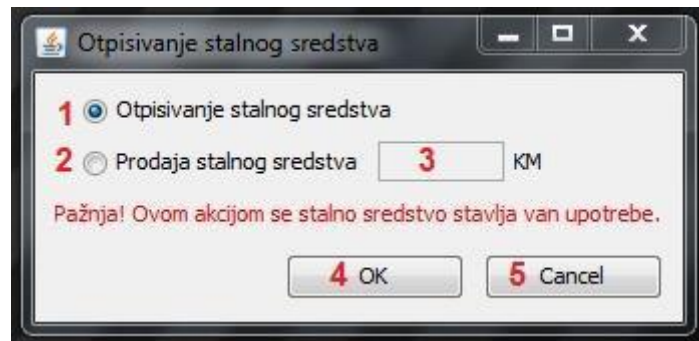 Otpisivanje stalnog sredstva
1 Otpisivanje stalnog sredstva
2 Prodaja stalnog sredstva 3 KM
Pažnja! Ovom akcijom se stalno sredstvo stavlja van upotrebe.
4 OK 5 Cancel